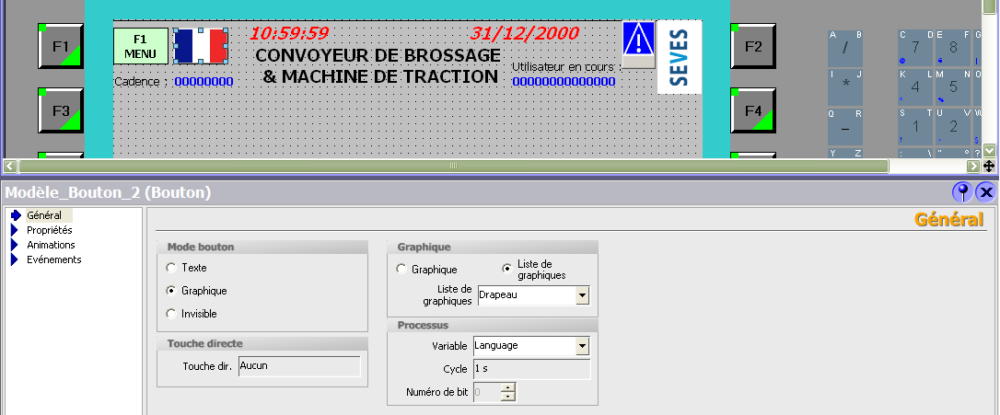 F1
F1
MENU
10:59:59
31/12/2000
CONVOYEUR DE BROSSAGE
& MACHINE DE TRACTION
Cadence : 00000000
Utilisateur en cours :
00000000000000
SEVES
F2
F3
F4
A B
/
C D
7
E F
8
G
I J
*
K L
4
M N
5
O
Q R
–
S T
1
U V
2
W
Y Z
Modèle_Bouton_2 (Bouton)
Général
Propriétés
Animations
Evénements
Général
Mode bouton
Texte
Graphique
Invisible
Touche directe
Touche dir. Aucun
Graphique
Graphique
Liste de
graphiques
Liste de
graphiques
Drapeau
Processus
Variable Language
Cycle 1 s
Numéro de bit 0